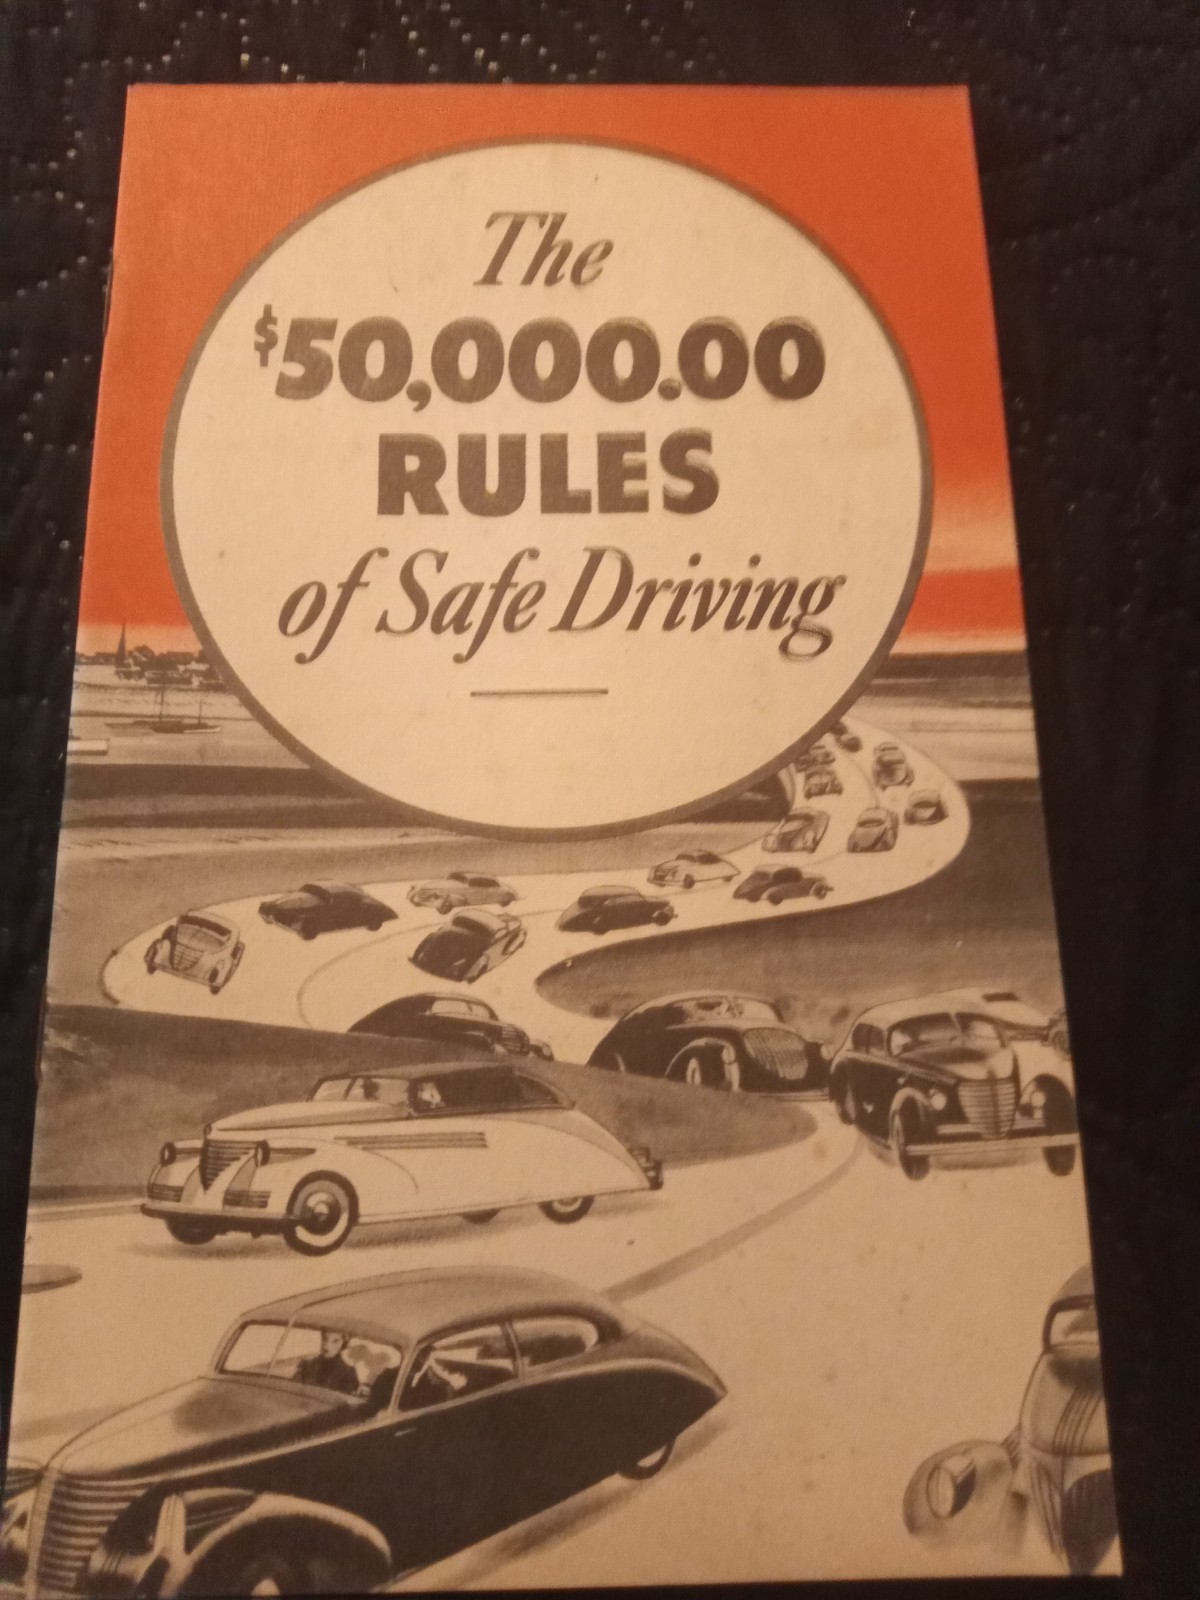 The
$50,000.00
RULES
of Safe Driving